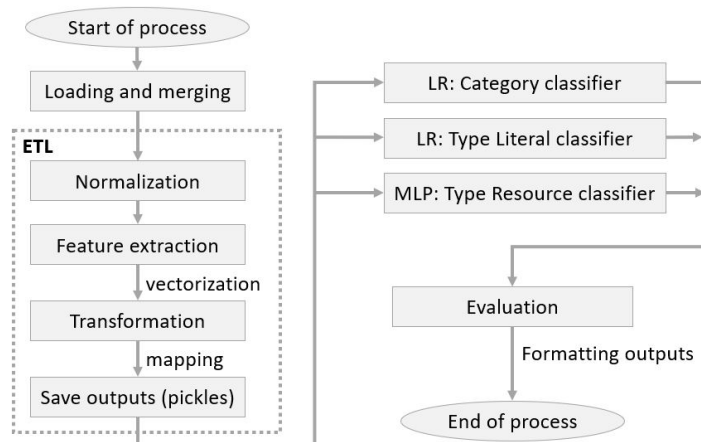 Start of process
Loading and merging
ETL
Normalization
Feature extraction
vectorization
Transformation
mapping
Save outputs (pickles)
LR: Category classifier
LR: Type Literal classifier
MLP: Type Resource classifier
Evaluation
Formatting outputs
End of process